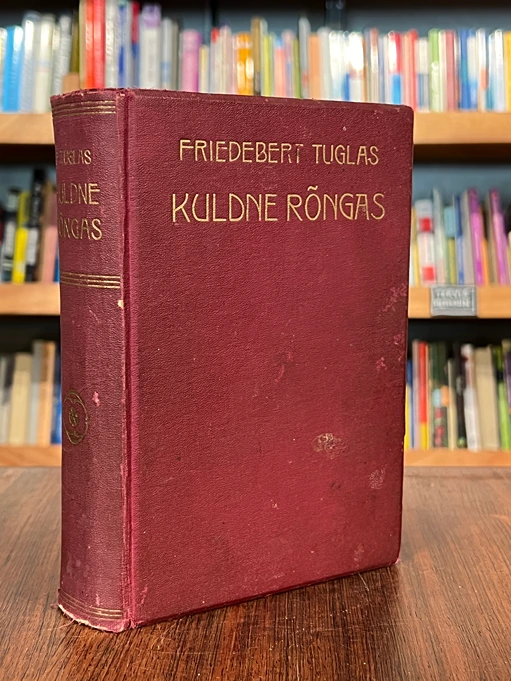 FRIEDEBERT TUGLAS
KULDNE RÕNGAS
TUGLAS
KULDNE
RÕNGAS